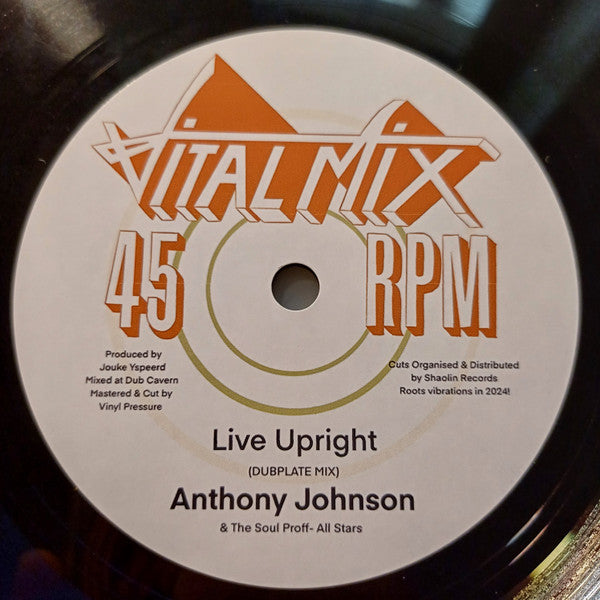 VITAL MIX
45 RPM
Produced by
Jouke Yspeerd
Mixed at Dub Cavern
Mastered & Cut by
Vinyl Pressure
Cuts Organised & Distributed
by Shaolin Records
Roots vibrations in 2024!
Live Upright
(DUBPLATE MIX)
Anthony Johnson
& The Soul Proff- All Stars